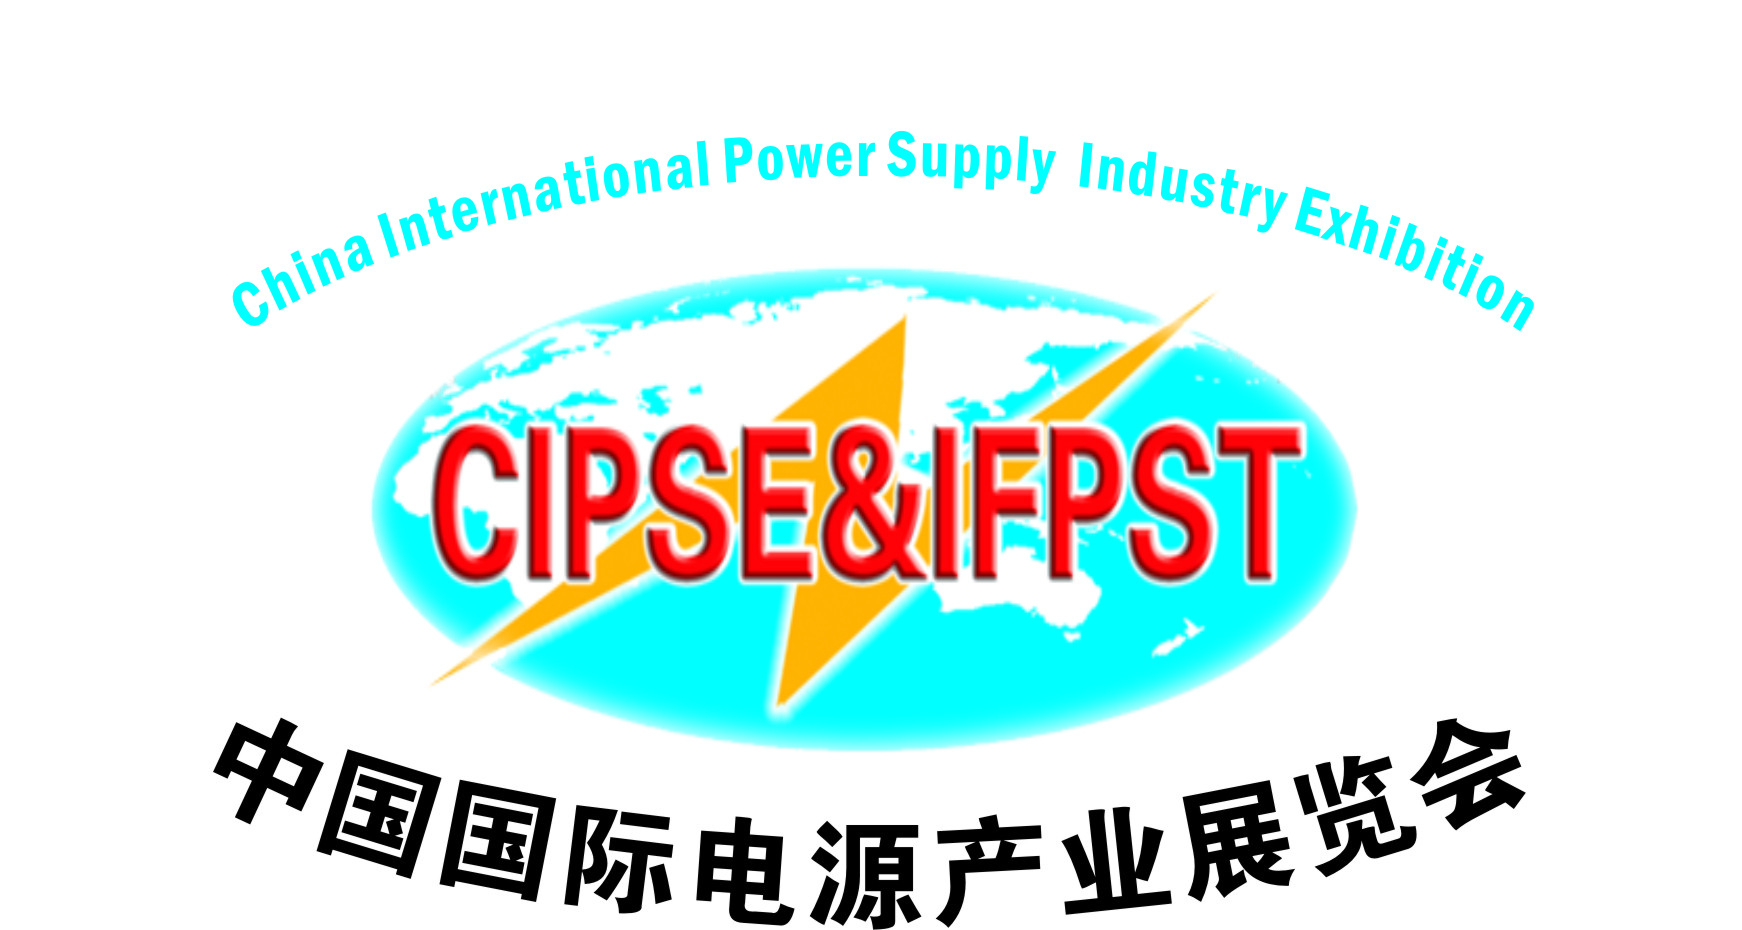 China International Power Supply Industry Exhibition
CIPSE&IFPST
中国国际电源产业展览会